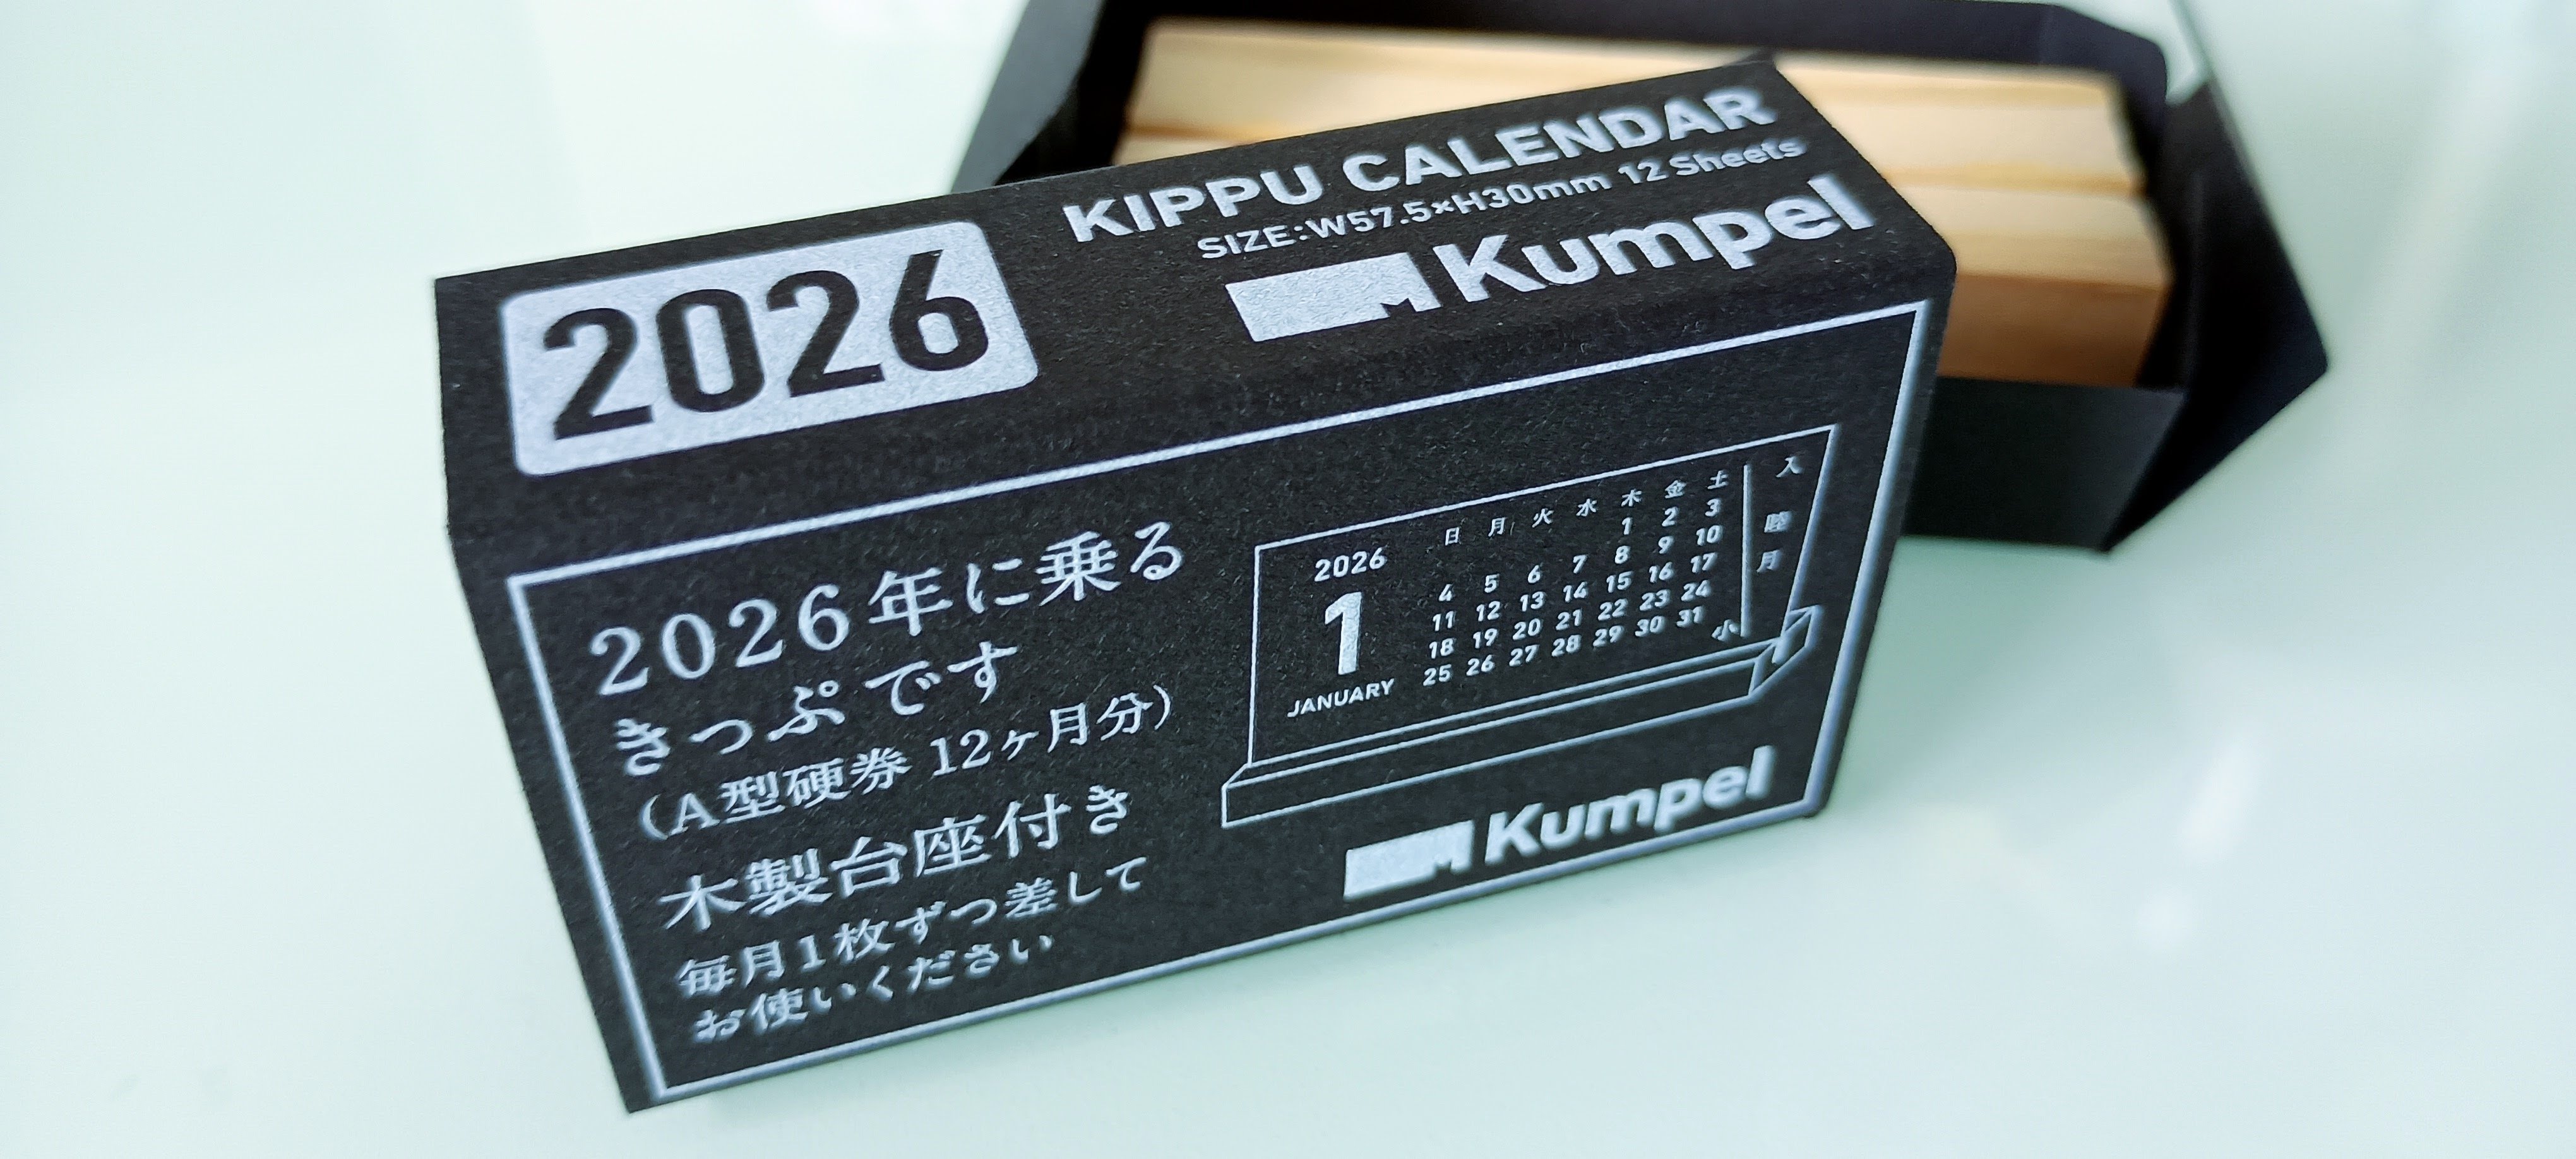 2026
KIPPU CALENDAR
SIZE:W57.5×H30mm 12 Sheets
Kumpel
2026年に乗る
きっぷです
(A型硬券 12ヶ月分)
木製台座付き
毎月1枚ずつ差して
お使いください
2026
1
JANUARY
日 月 火 水 木 金 土
1 2 3
4 5 6 7 8 9 10
11 12 13 14 15 16 17
18 19 20 21 22 23 24
25 26 27 28 29 30 31
小
入
睦
月
Kumpel